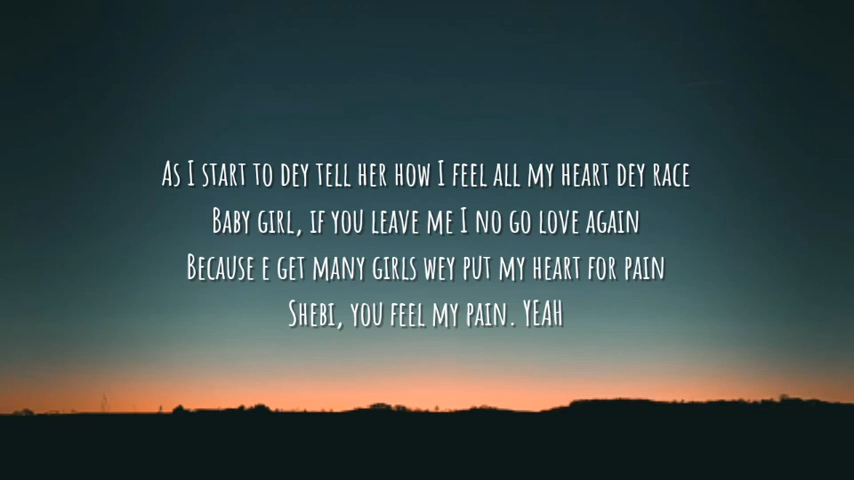 As I start to dey tell her how I feel all my heart dey race
Baby girl, if you leave me I no go love again
Because e get many girls wey put my heart for pain
Shebi, you feel my pain. YEAH